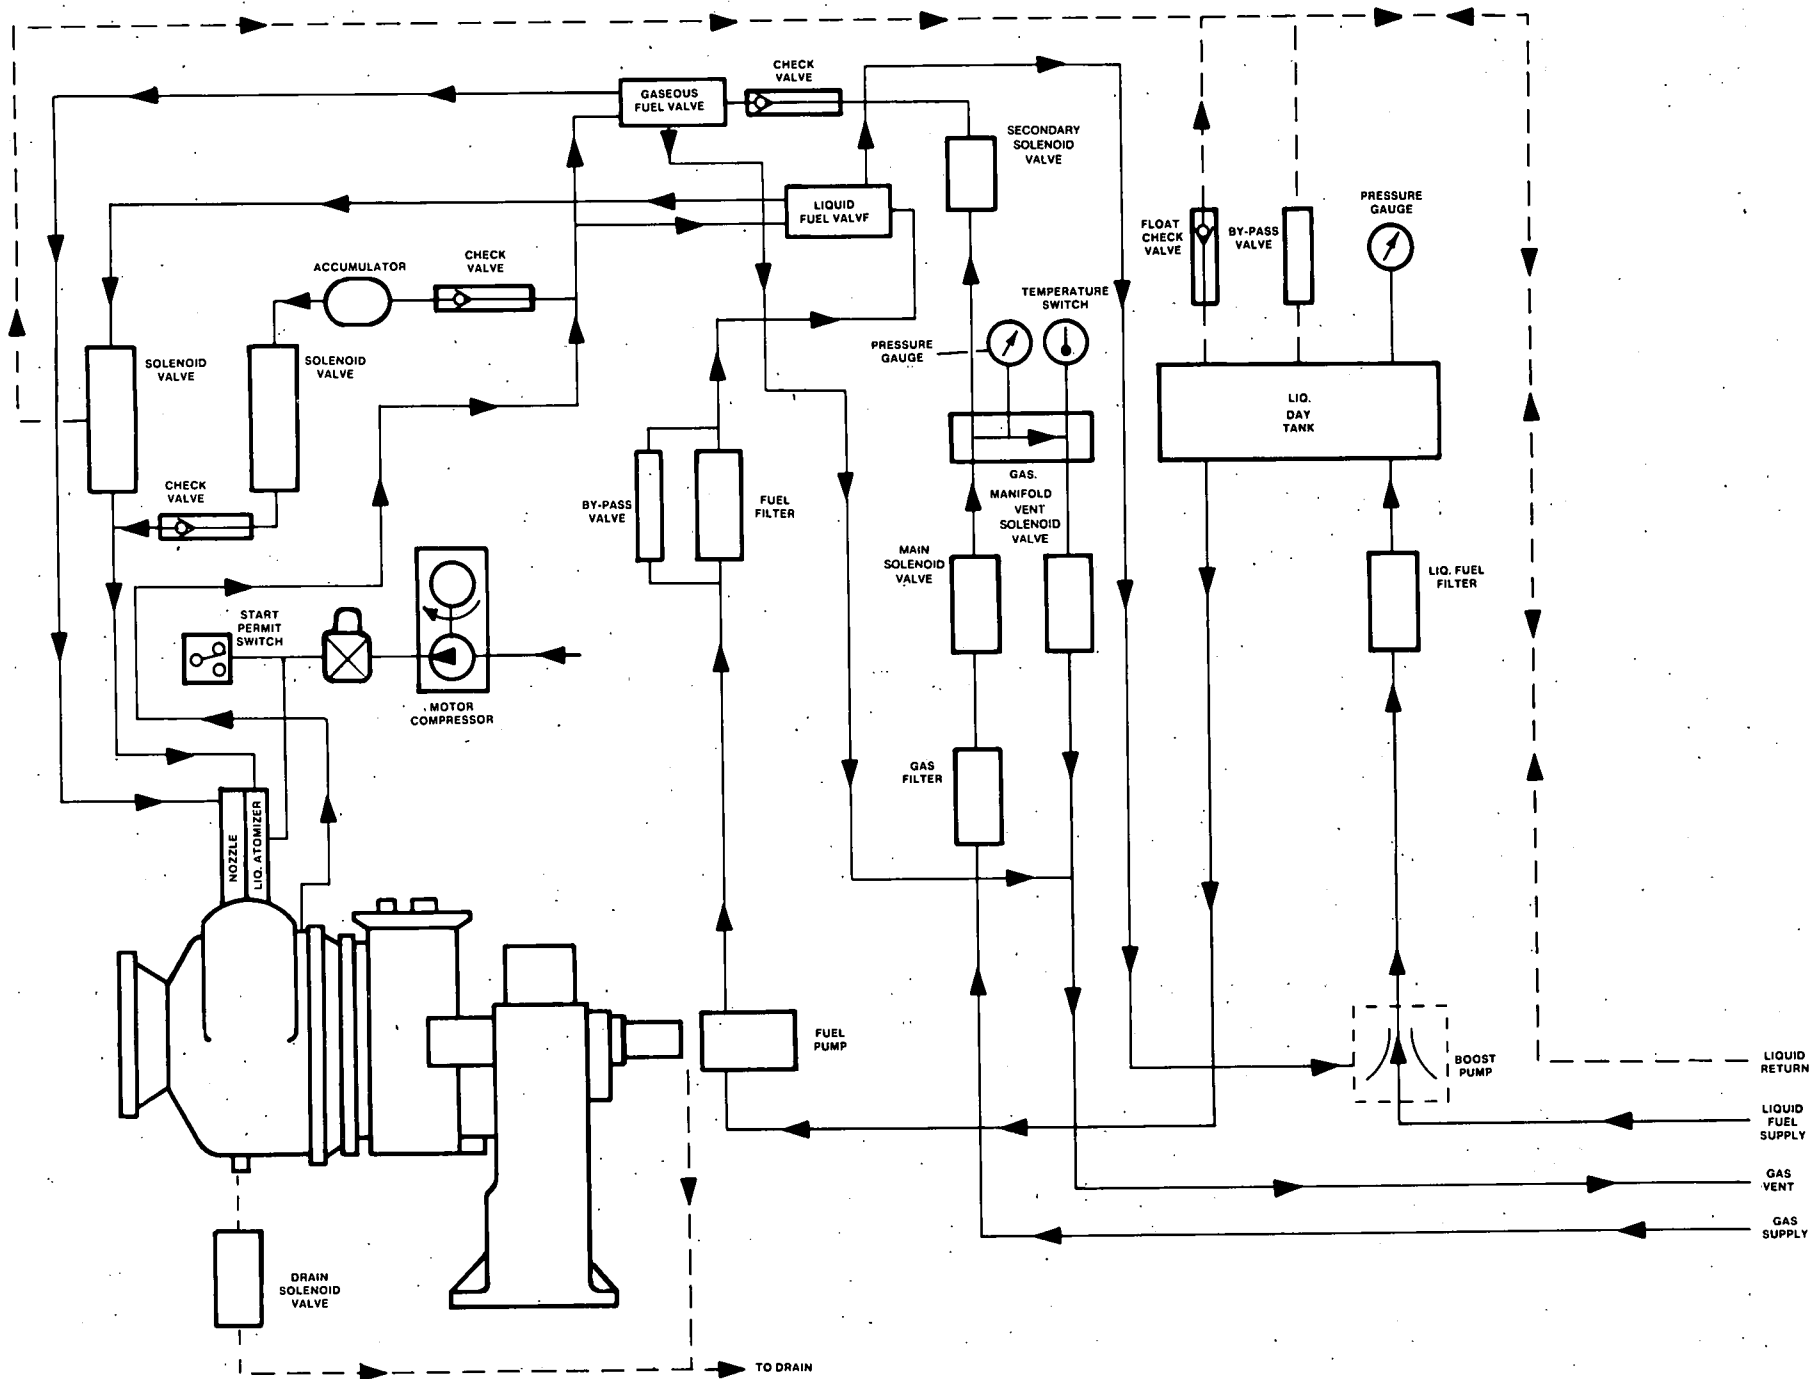 CHECK
VALVE
GASEOUS
FUEL VALVE
SECONDARY
SOLENOID
VALVE
LIQUID
FUEL VALVF
PRESSURE
GAUGE
FLOAT
CHECK
VALVE
BY-PASS
VALVE
ACCUMULATOR
CHECK
VALVE
TEMPERATURE
SWITCH
PRESSURE
GAUGE
SOLENOID
VALVE
SOLENOID
VALVE
LIQ.
DAY
TANK
CHECK
VALVE
BY-PASS
VALVE
FUEL
FILTER
GAS.
MANIFOLD
VENT
SOLENOID
VALVE
MAIN
SOLENOID
VALVE
LIQ. FUEL
FILTER
START
PERMIT
SWITCH
MOTOR
COMPRESSOR
GAS
FILTER
NOZZLE
LIQ. ATOMIZER
FUEL
PUMP
BOOST
PUMP
LIQUID
RETURN
LIQUID
FUEL
SUPPLY
GAS
VENT
GAS
SUPPLY
DRAIN
SOLENOID
VALVE
TO DRAIN